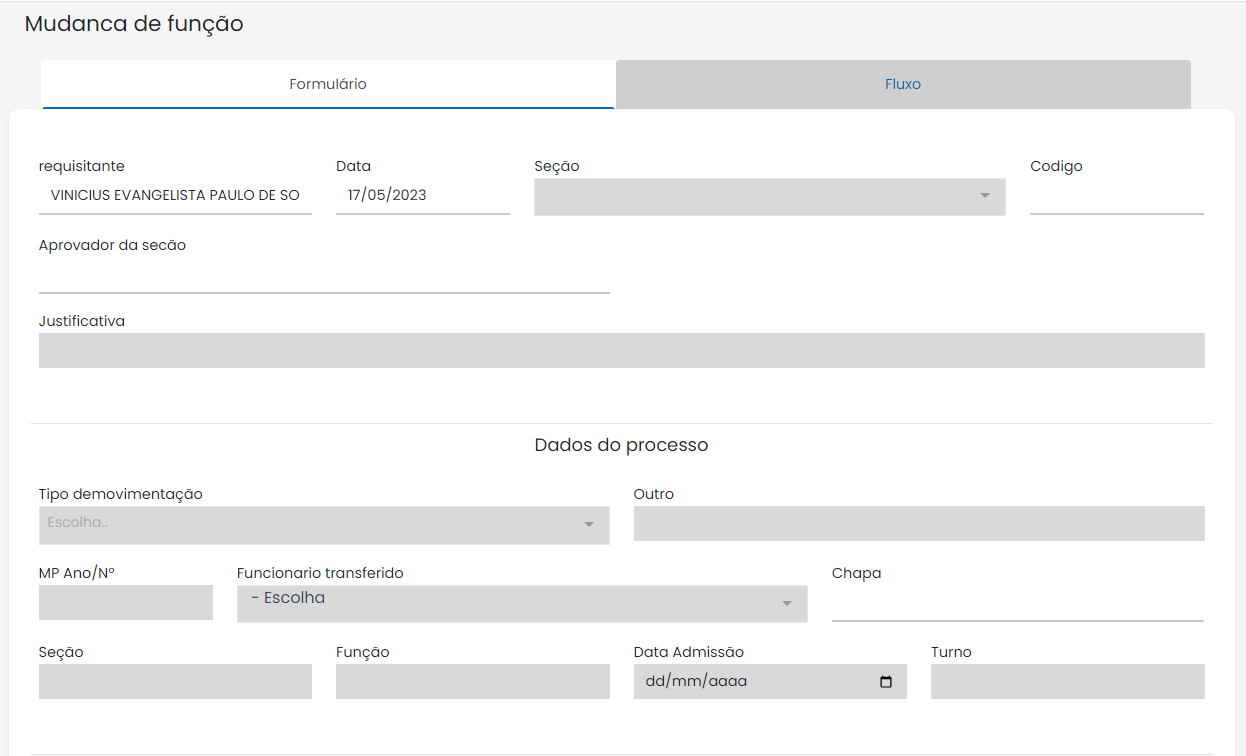 Mudanca de função
Formulário Fluxo
requisitante Data Seção Codigo
VINICIUS EVANGELISTA PAULO DE SO 17/05/2023
Aprovador da secão
Justificativa
Dados do processo
Tipo demovimentação Outro
Escolha..
MP Ano/Nº Funcionario transferido Chapa
- Escolha
Seção Função Data Admissão Turno
dd/mm/aaaa